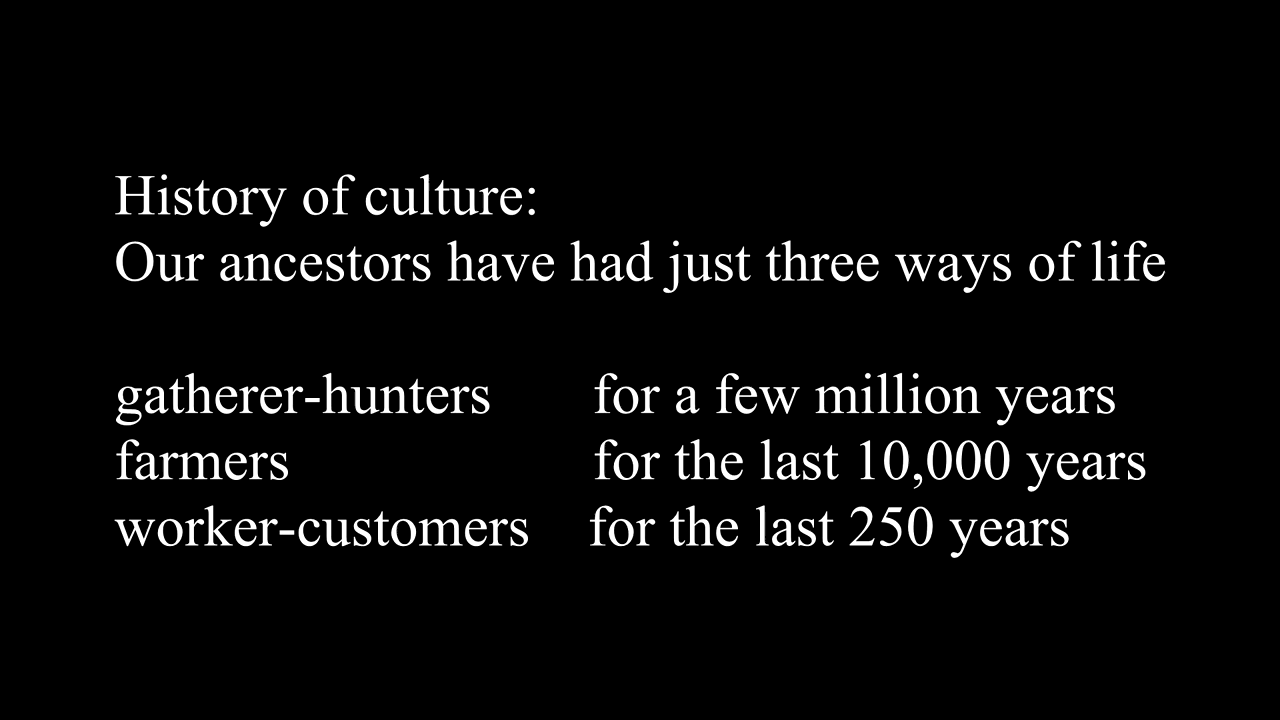 History of culture:
Our ancestors have had just three ways of life
gatherer-hunters for a few million years
farmers for the last 10,000 years
worker-customers for the last 250 years